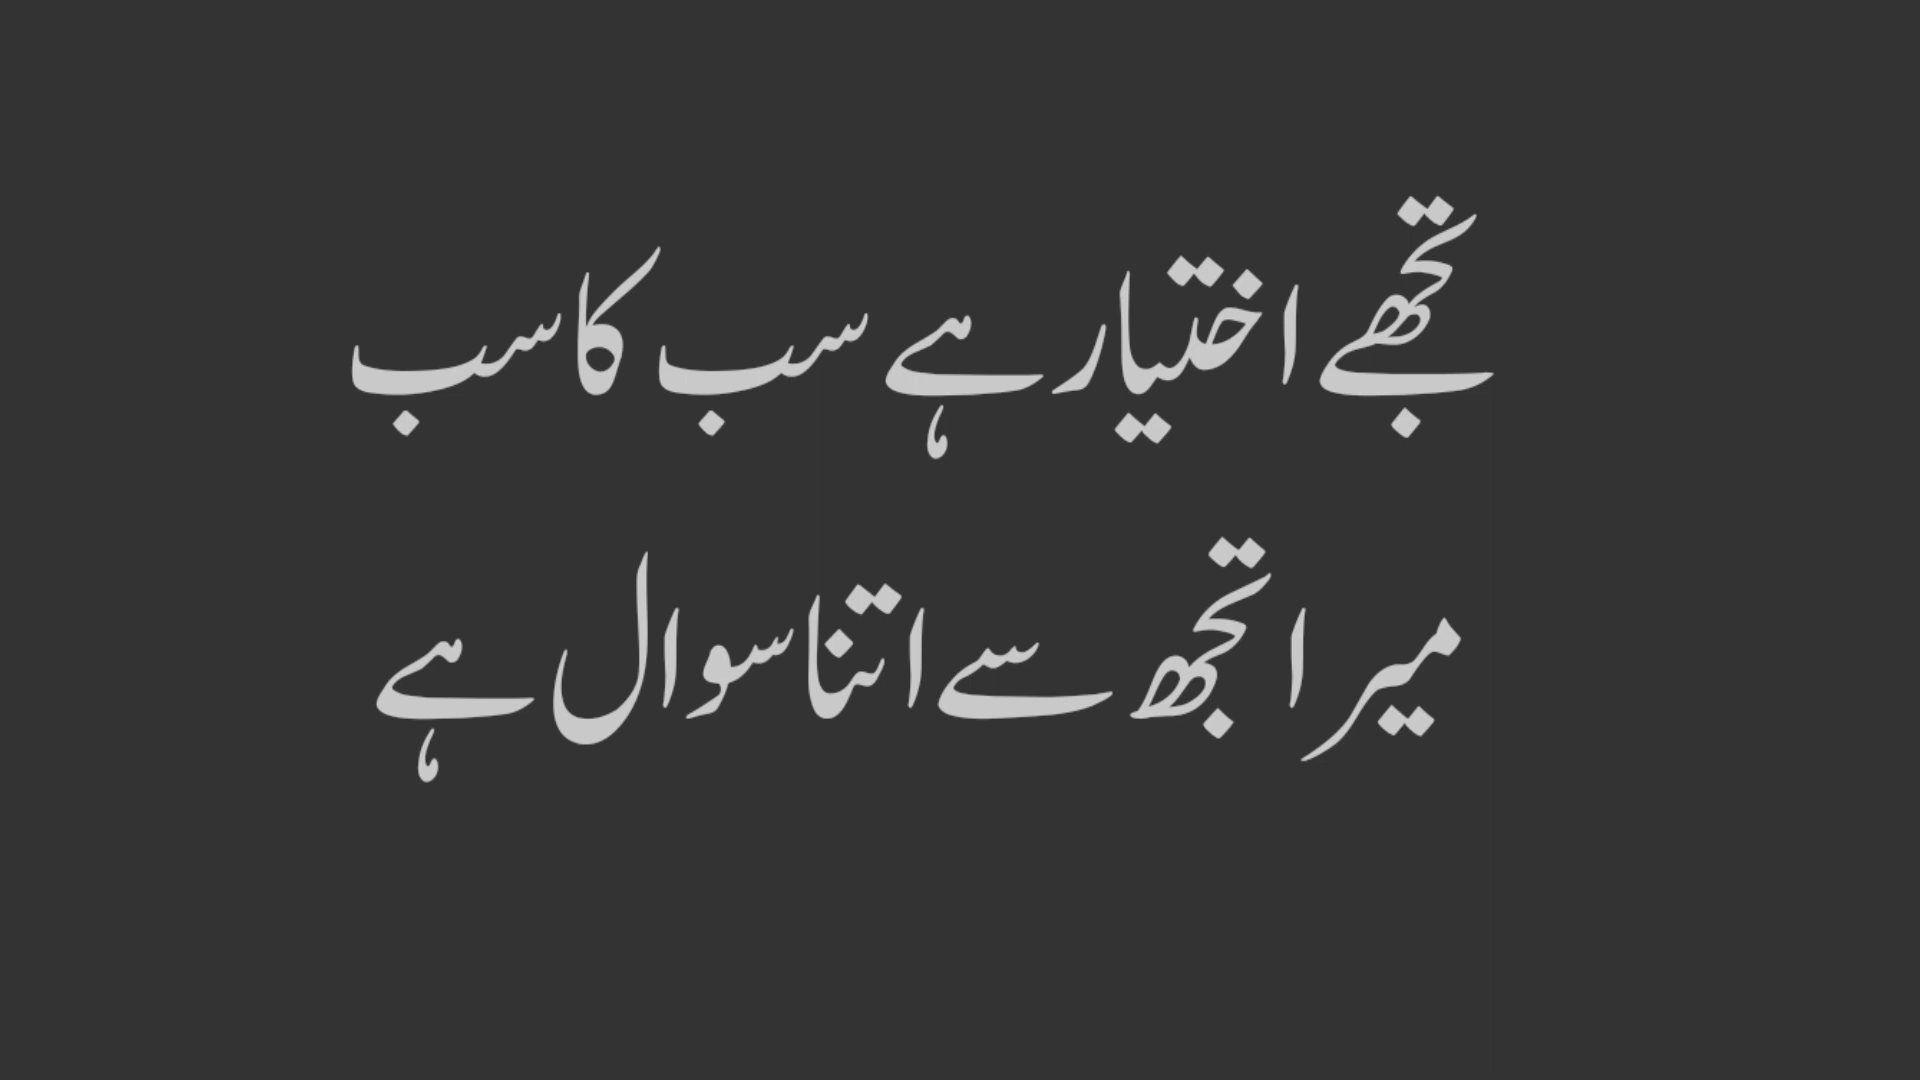 تجھے اختیار ہے سب کا سب
میرا تجھ سے اتنا سوال ہے